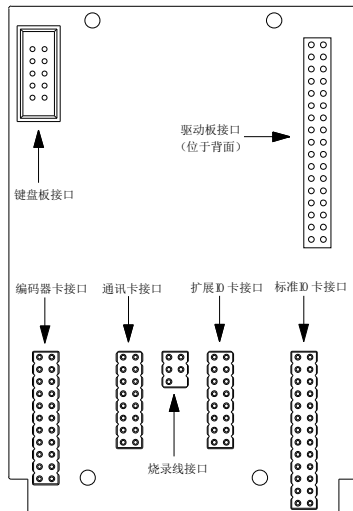 驱动板接口
（位于背面）
键盘板接口
编码器卡接口
通讯卡接口
扩展IO卡接口
标准IO卡接口
烧录线接口